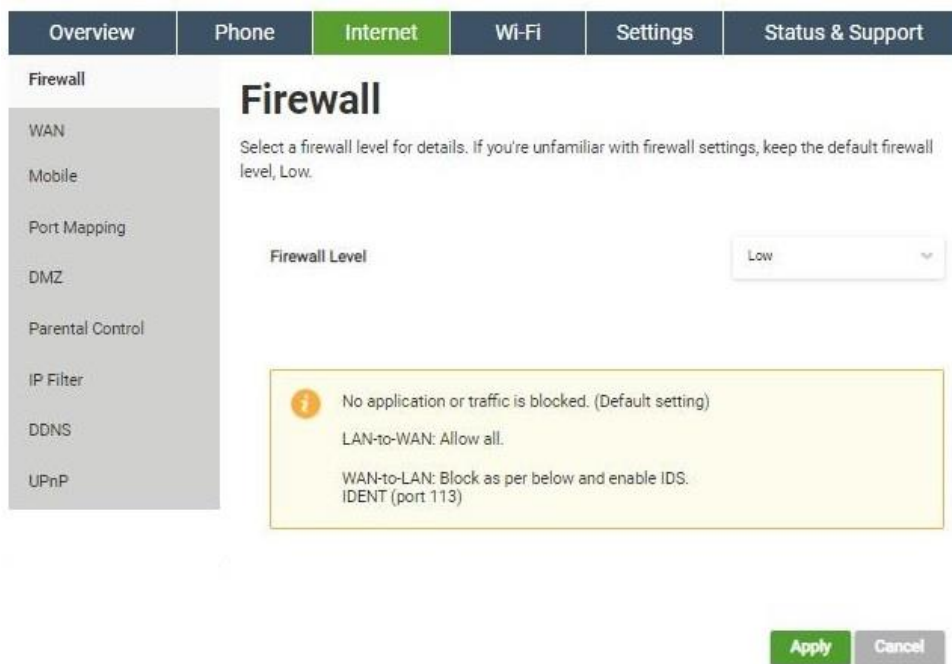 Overview Phone Internet Wi-Fi Settings Status & Support
Firewall
WAN
Mobile
Port Mapping
DMZ
Parental Control
IP Filter
DDNS
UPnP
Firewall
Select a firewall level for details. If you're unfamiliar with firewall settings, keep the default firewall
level, Low.
Firewall Level Low
No application or traffic is blocked. (Default setting)
LAN-to-WAN: Allow all.
WAN-to-LAN: Block as per below and enable IDS.
IDENT (port 113)
Apply Cancel